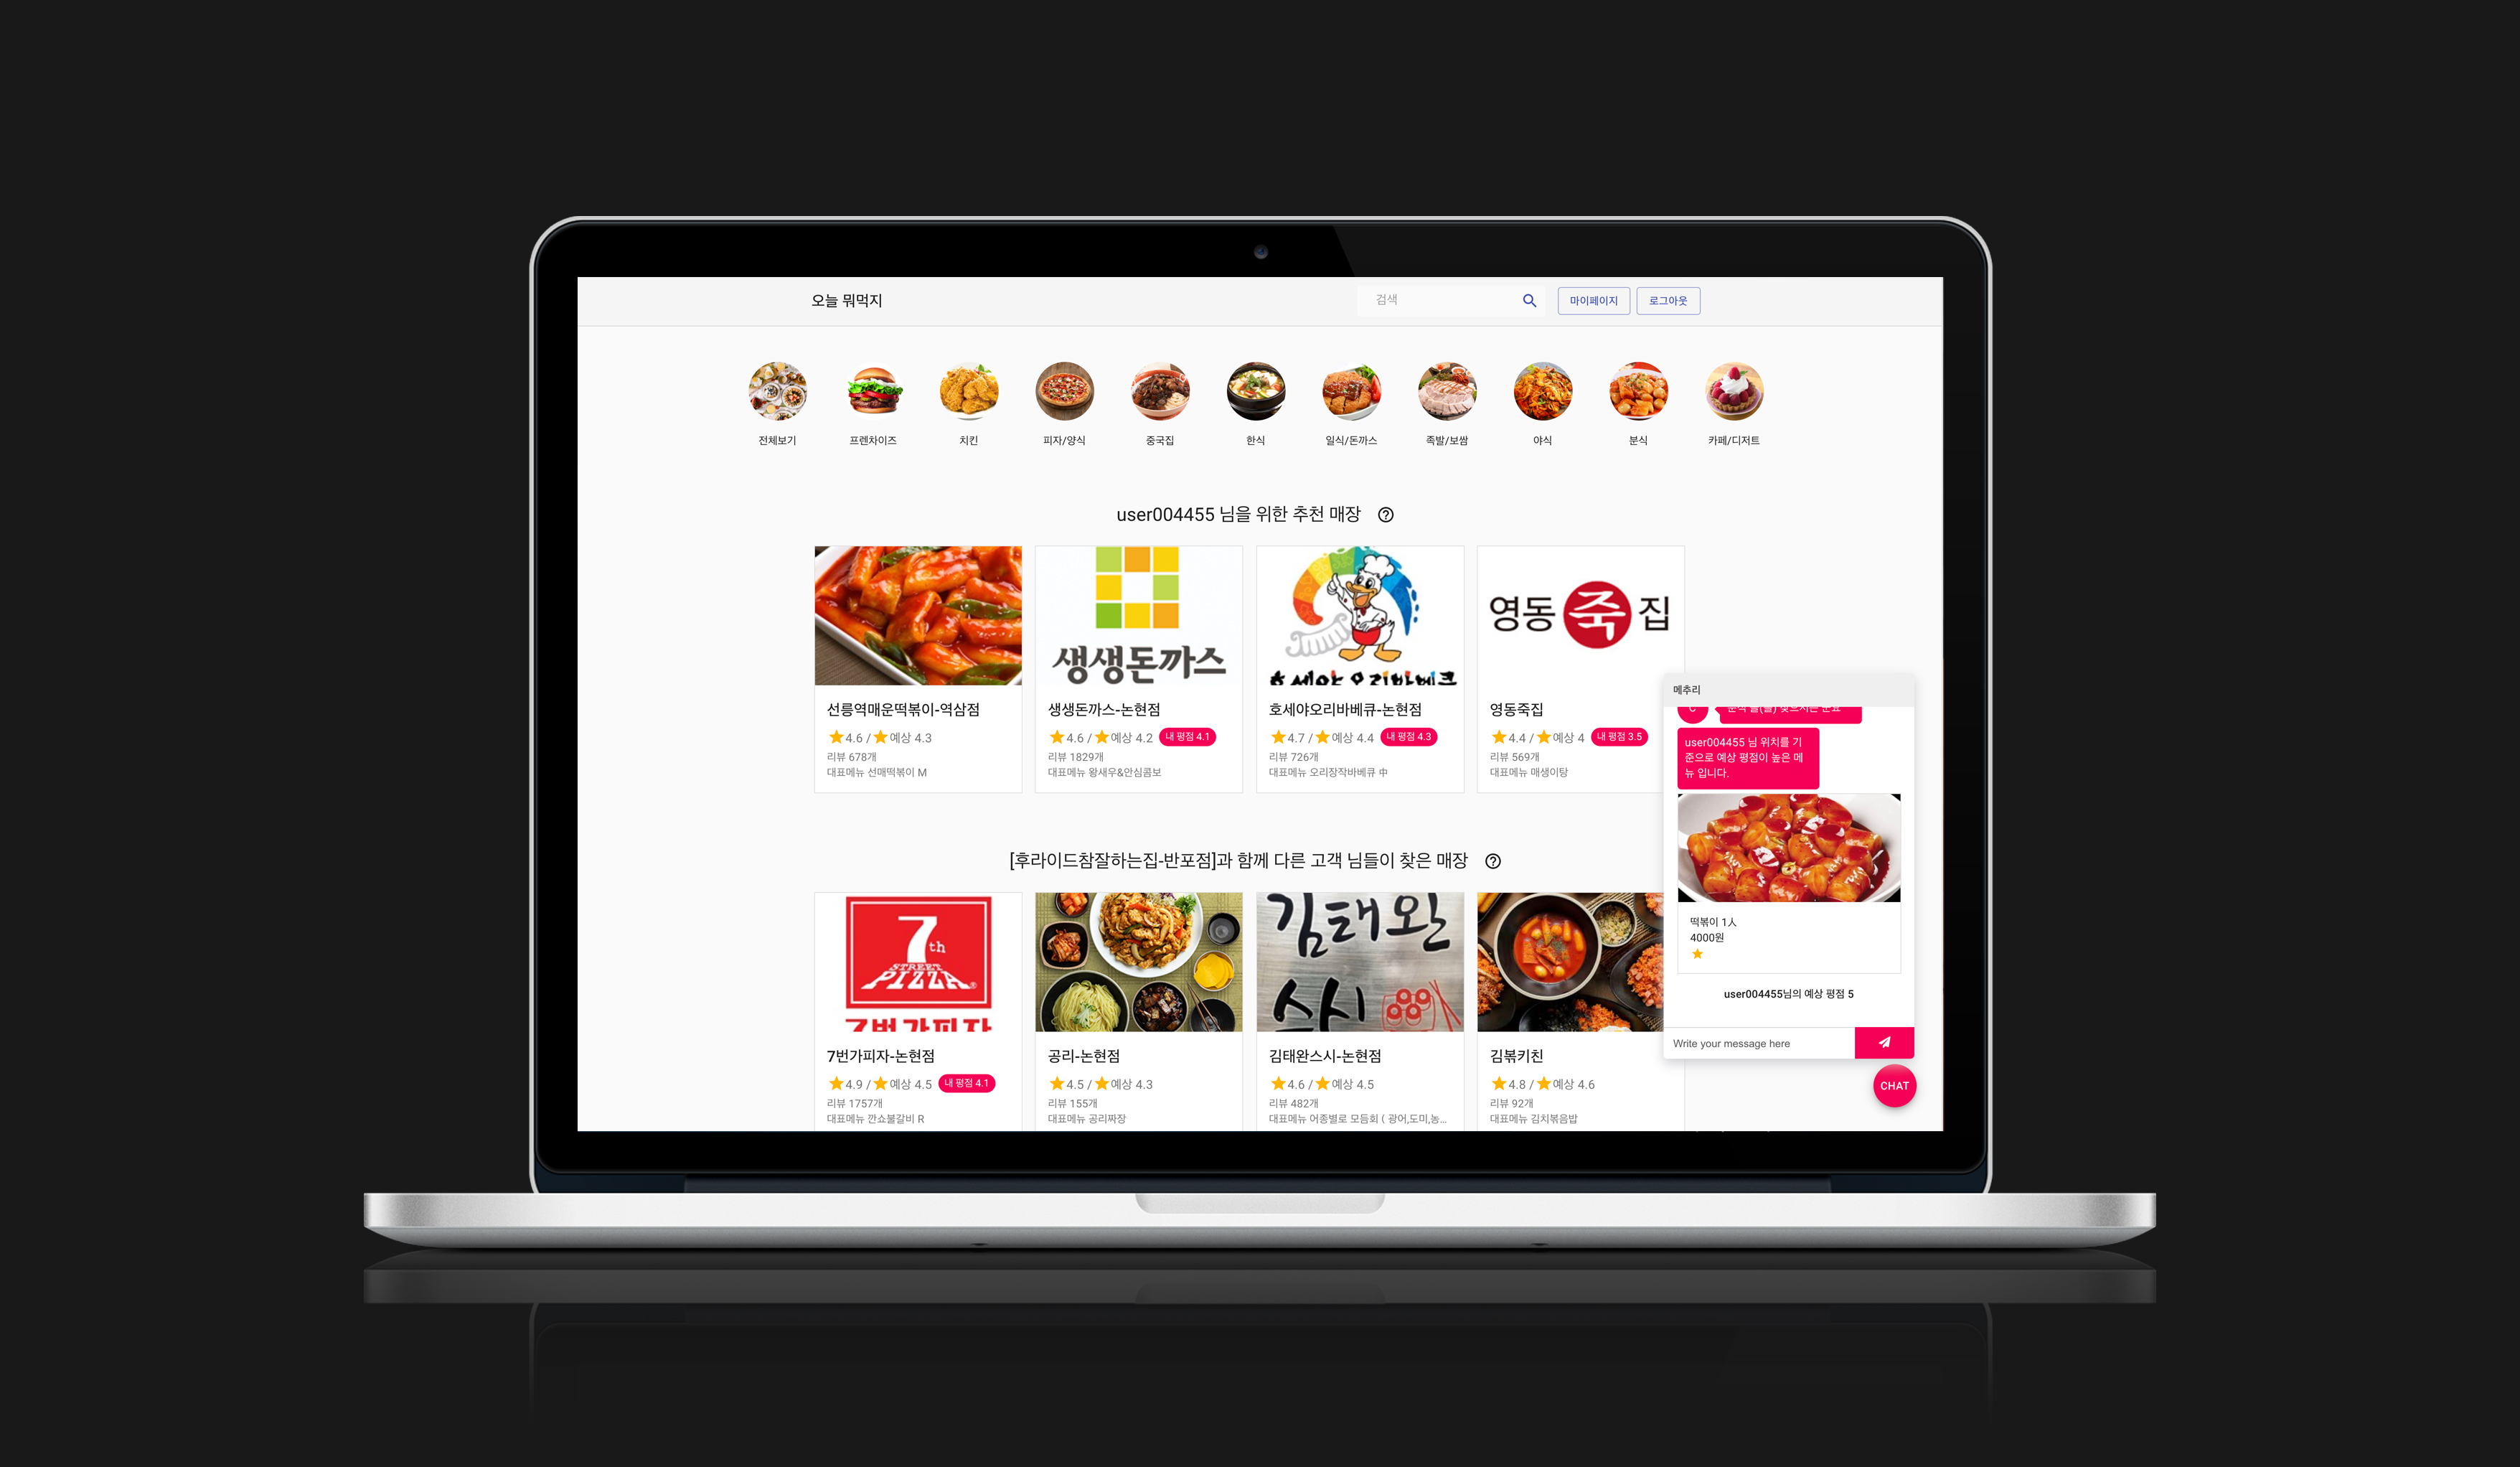 오늘 뭐먹지
검색
마이페이지
로그아웃
전체보기
프렌차이즈
치킨
피자/양식
중국집
한식
일식/돈까스
족발/보쌈
야식
분식
카페/디저트
user004455 님을 위한 추천 매장
생생돈까스
영동죽집
선릉역매운떡볶이-역삼점
4.6 / 예상 4.3
리뷰 678개
대표메뉴 선매떡볶이 M
생생돈까스-논현점
4.6 / 예상 4.2 내 평점 4.1
리뷰 1829개
대표메뉴 왕새우&안심콤보
호세야오리바베큐-논현점
4.7 / 예상 4.4 내 평점 4.3
리뷰 726개
대표메뉴 오리장작바베큐 中
영동죽집
4.4 / 예상 4 내 평점 3.5
리뷰 569개
대표메뉴 매생이탕
[후라이드참잘하는집-반포점]과 함께 다른 고객 님들이 찾은 매장
7th
STREET
PIZZA
김태완
7번가피자-논현점
4.9 / 예상 4.5 내 평점 4.1
리뷰 1757개
대표메뉴 깐쇼불갈비 R
공리-논현점
4.5 / 예상 4.3
리뷰 155개
대표메뉴 공리짜장
김태완스시-논현점
4.6 / 예상 4.5
리뷰 482개
대표메뉴 어종별로 모듬회 ( 광어,도미,농...
김볶키친
4.8 / 예상 4.6
리뷰 92개
대표메뉴 김치볶음밥
메추리
user004455 님 위치를 기
준으로 예상 평점이 높은 메
뉴 입니다.
떡볶이 1人
4000원
user004455님의 예상 평점 5
Write your message here
CHAT